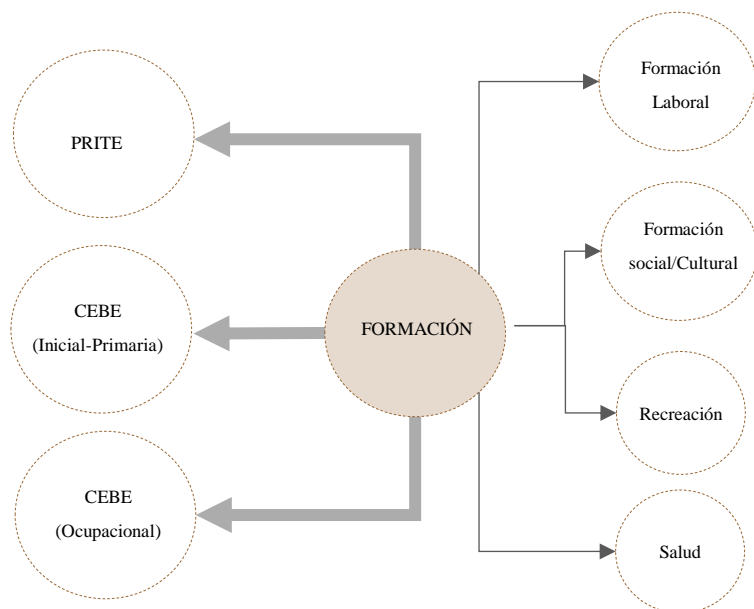 PRITE
CEBE
(Inicial-Primaria)
CEBE
(Ocupacional)
FORMACIÓN
Formación
Laboral
Formación
social/Cultural
Recreación
Salud